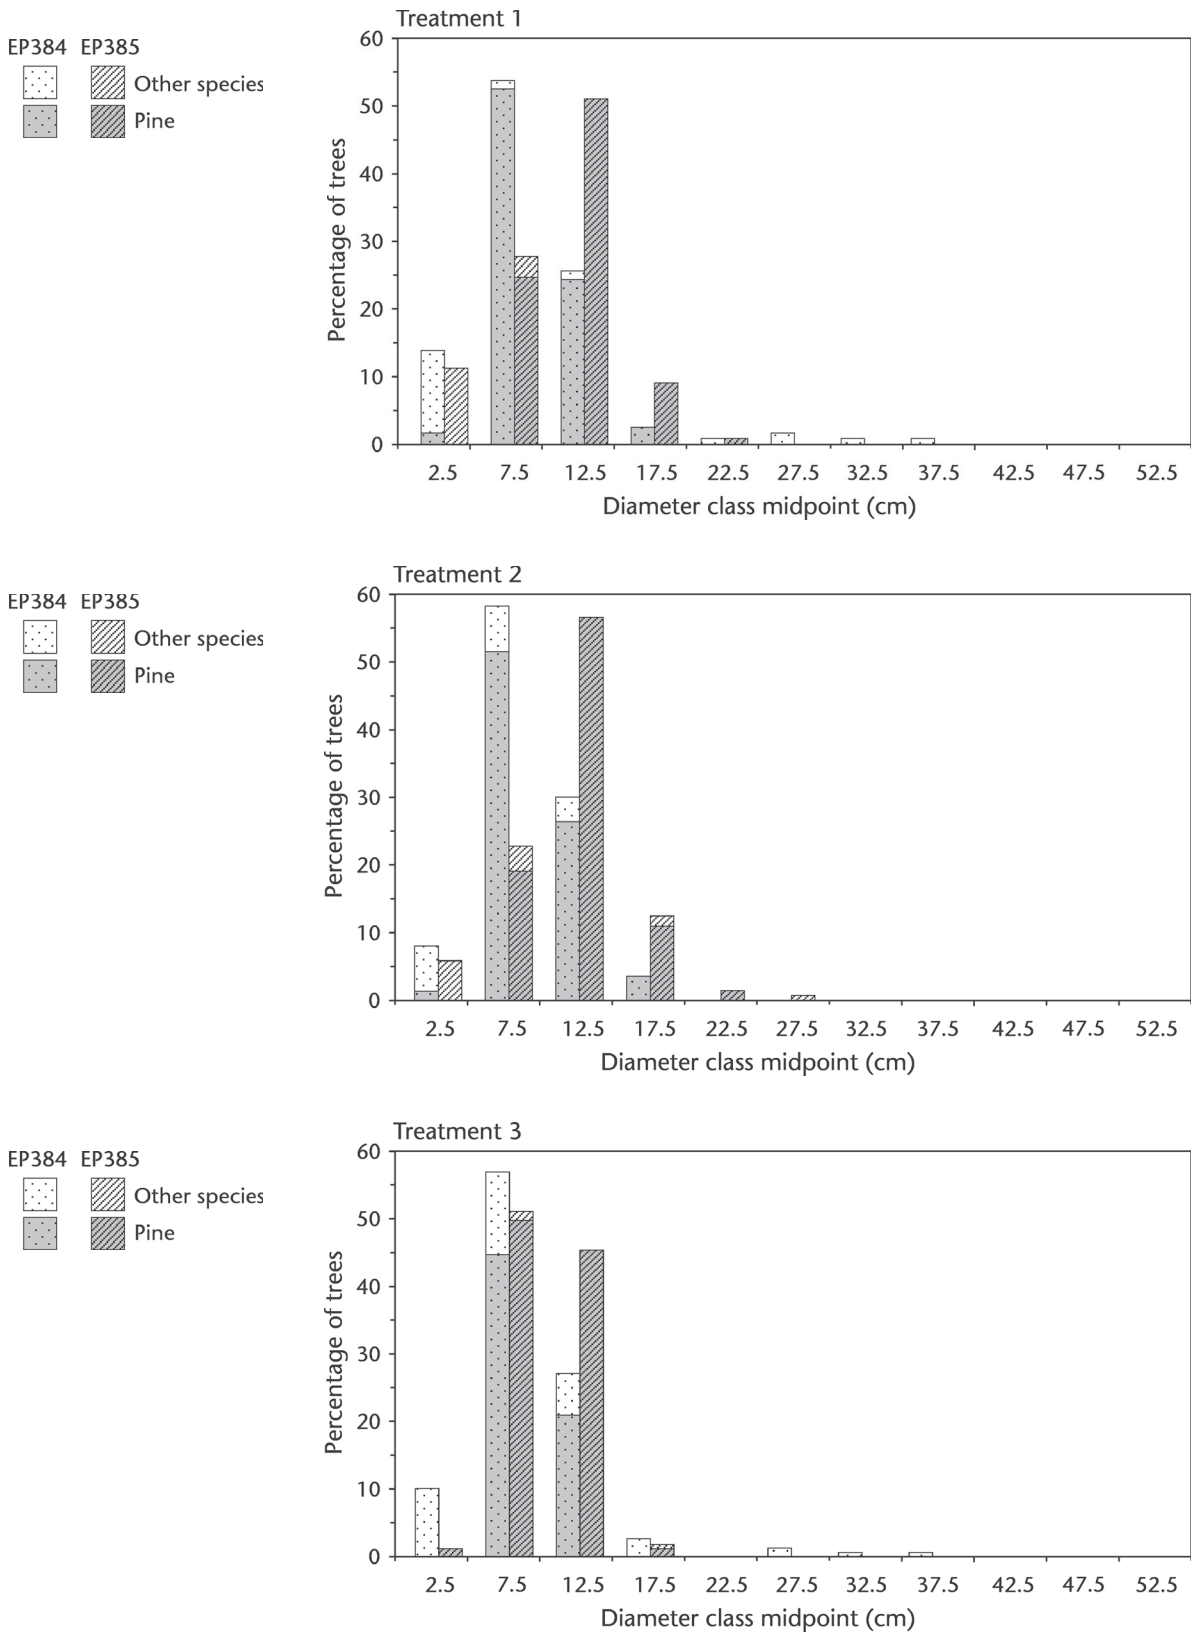 Treatment 1
EP384 EP385
Other species
Pine
Percentage of trees
60
50
40
30
20
10
0
2.5 7.5 12.5 17.5 22.5 27.5 32.5 37.5 42.5 47.5 52.5
Diameter class midpoint (cm)
Treatment 2
EP384 EP385
Other species
Pine
Percentage of trees
60
50
40
30
20
10
0
2.5 7.5 12.5 17.5 22.5 27.5 32.5 37.5 42.5 47.5 52.5
Diameter class midpoint (cm)
Treatment 3
EP384 EP385
Other species
Pine
Percentage of trees
60
50
40
30
20
10
0
2.5 7.5 12.5 17.5 22.5 27.5 32.5 37.5 42.5 47.5 52.5
Diameter class midpoint (cm)